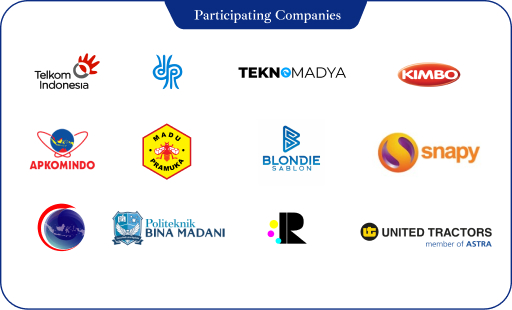 Participating Companies
Telkom
Indonesia
TEKNOMADYA
KIMBO
APKOMINDO
MADU
PRAMUKA
BLONDIE
SABLON
snapy
Politeknik
BINA MADANI
R
UT
UNITED TRACTORS
member of ASTRA